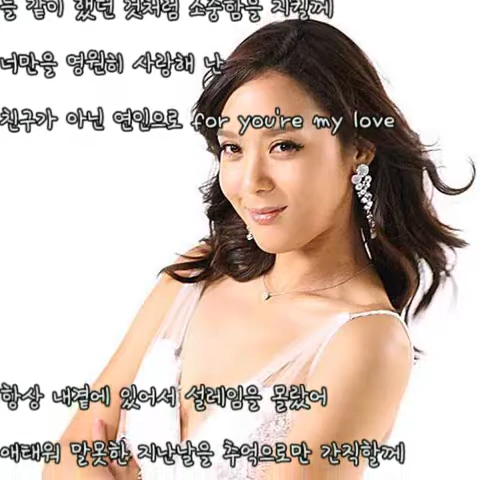 늘 같이 했던 것처럼 소중함을 지킬께
너만을 영원히 사랑해 난
친구가 아닌 연인으로 for you're my love
항상 내곁에 있어서 설레임을 몰랐어
애태워 말못한 지난날을 추억으로만 간직할께